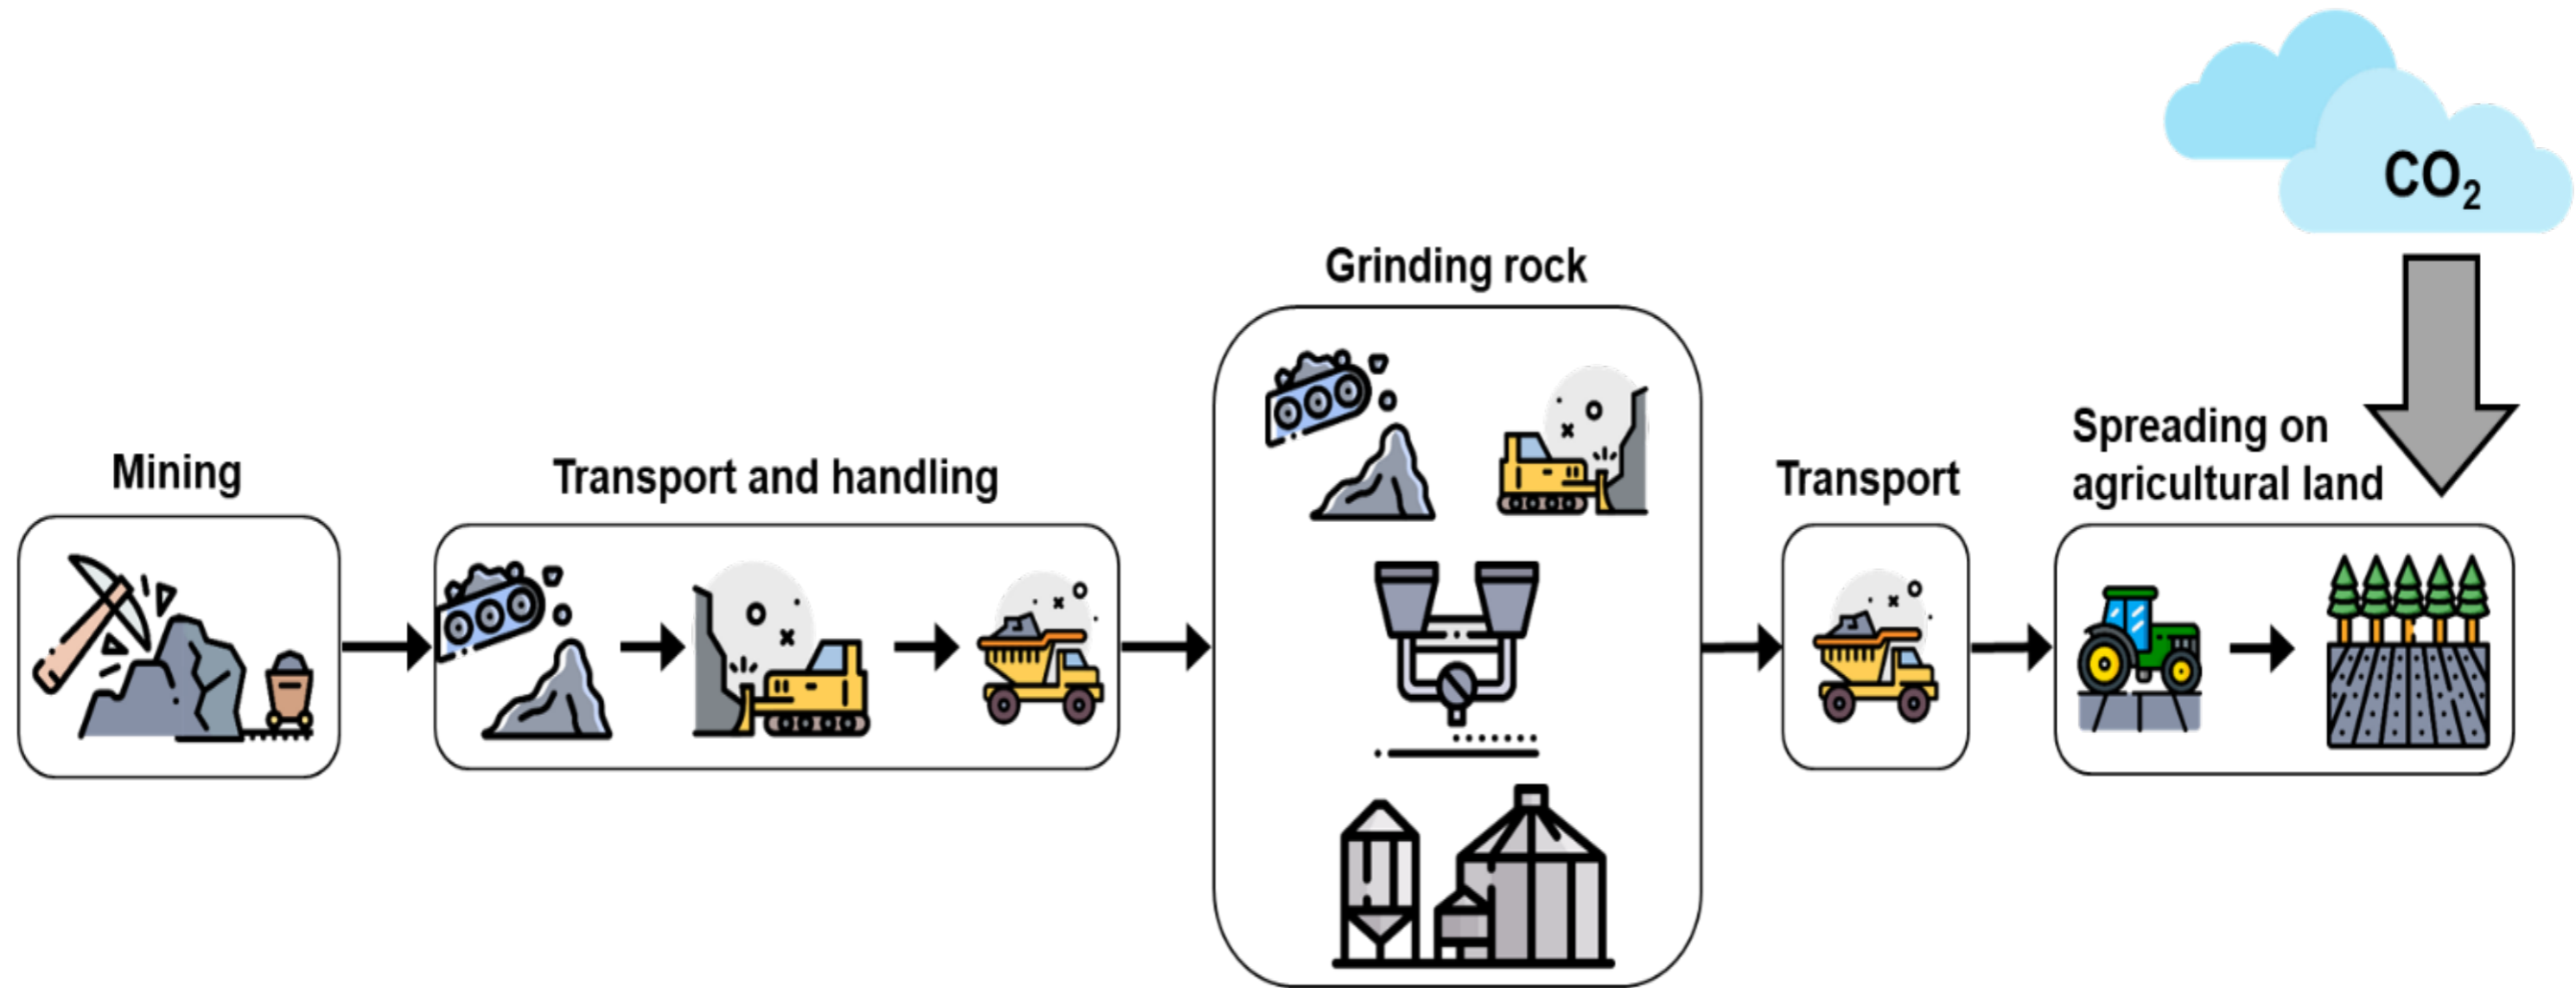 Mining
Transport and handling
Grinding rock
Transport
Spreading on
agricultural land
CO₂